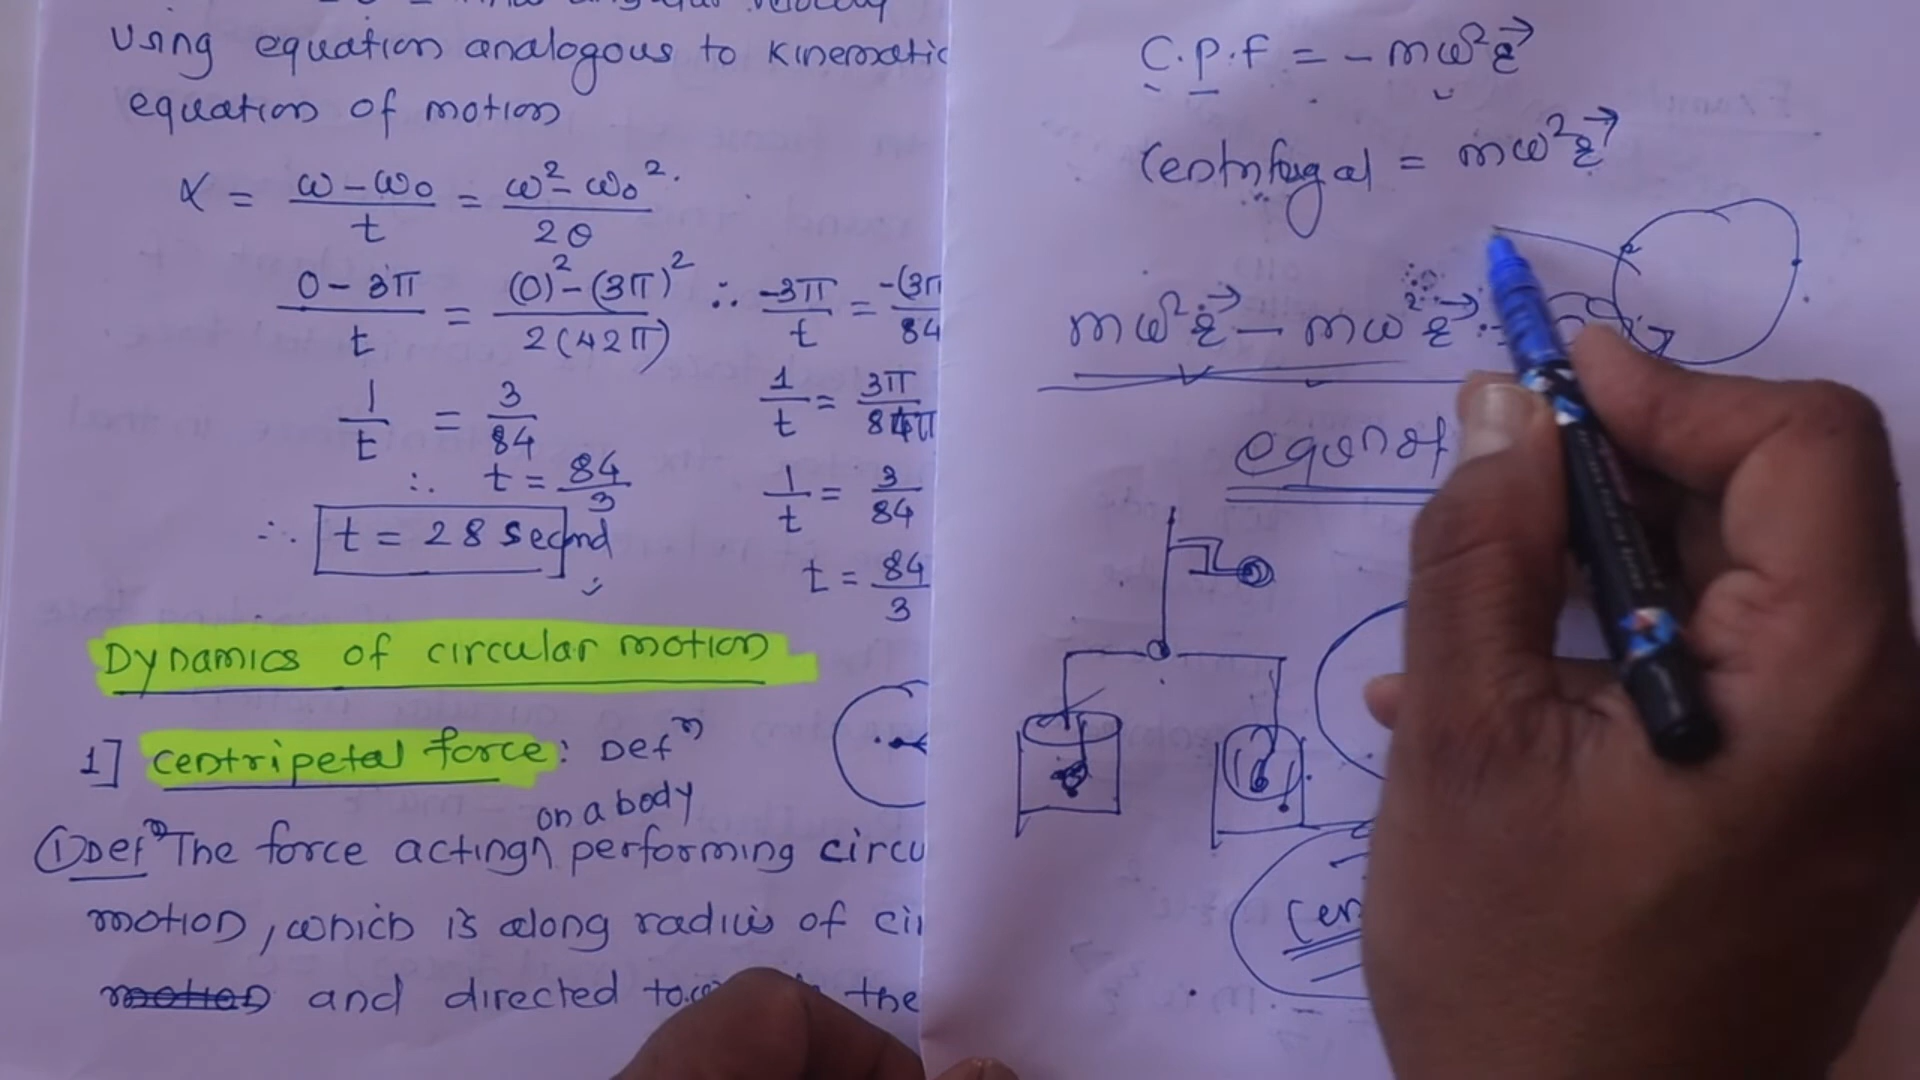 Using equation analogous to Kinematic
equation of motion
α = ω - ω₀ / t = ω² - ω₀² / 2θ
0 - 3π / t = (0)² - (3π)² / 2(42π) ∴ -3π / t = -(3π / 84
1 / t = 3 / 84
1 / t = 3π / 84π
∴ t = 84 / 3
1 / t = 3 / 84
∴ t = 28 second
t = 84 / 3
Dynamics of circular motion
1] centripetal force: Defⁿ
on a body
① Defⁿ The force acting performing circu
motion, which is along radius of cir
motion and directed the
C.P.F = - mω²r⃗
Centrifugal = mω²r⃗
mω²r⃗ - mω²r⃗
eqⁿ of
Cen